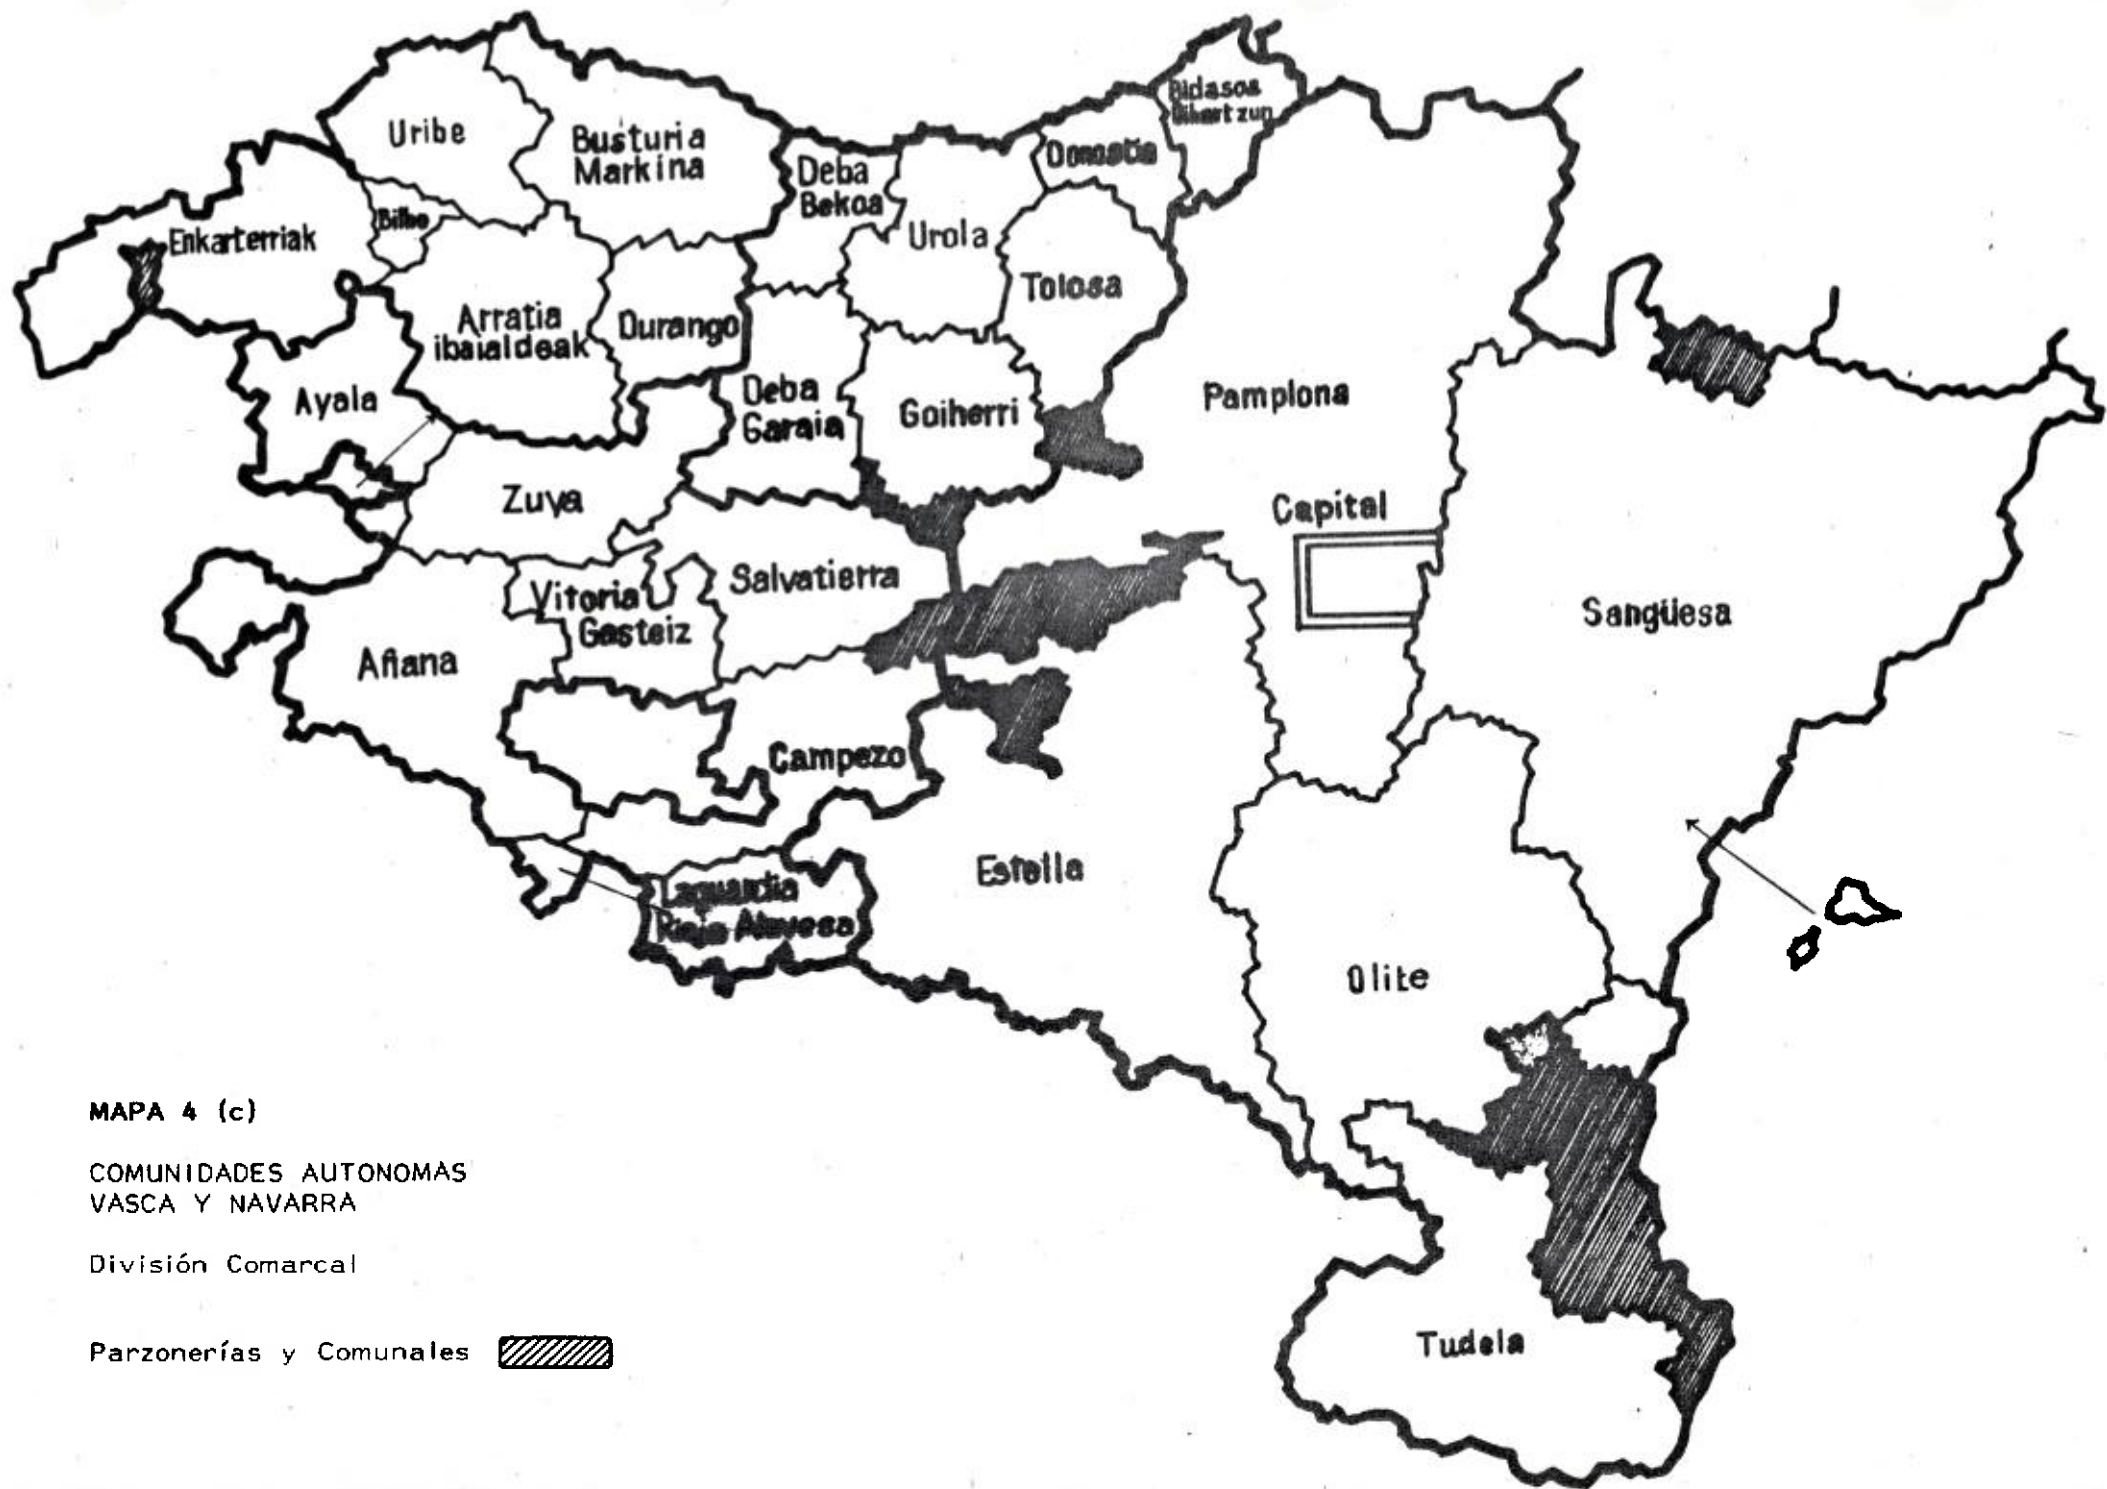 Uribe
Busturia
Markina
Bidasoa
Oihartzun
Donostia
Deba
Bekoa
Enkarterriak
Bilbo
Urola
Tolosa
Arratia
ibaialdeak
Durango
Ayala
Deba
Garaia
Goiherri
Pamplona
Zuya
Capital
Vitoria
Gasteiz
Salvatierra
Sangüesa
Añana
Campezo
Estella
Laguardia
Rioja Alavesa
Olite
Tudela
MAPA 4 (c)
COMUNIDADES AUTONOMAS
VASCA Y NAVARRA
División Comarcal
Parzonerías y Comunales